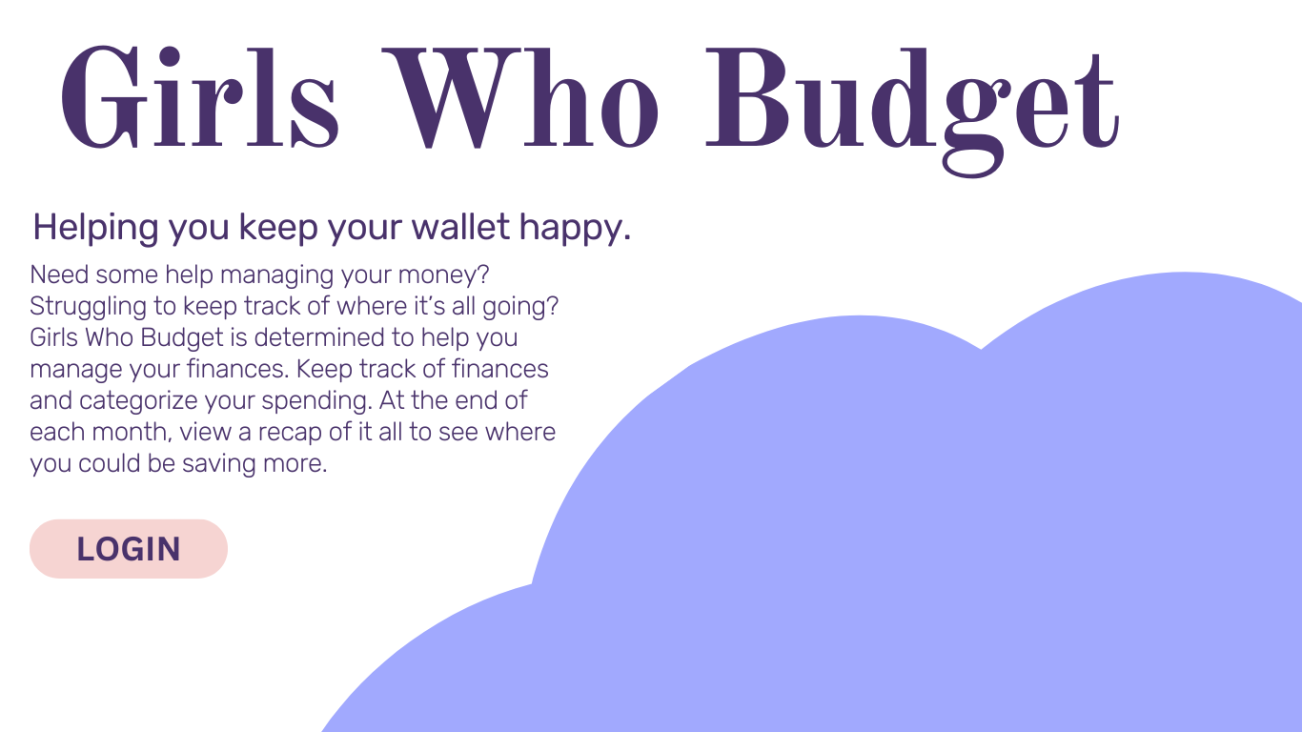 Girls Who Budget
Helping you keep your wallet happy.
Need some help managing your money?
Struggling to keep track of where it's all going?
Girls Who Budget is determined to help you
manage your finances. Keep track of finances
and categorize your spending. At the end of
each month, view a recap of it all to see where
you could be saving more.
LOGIN